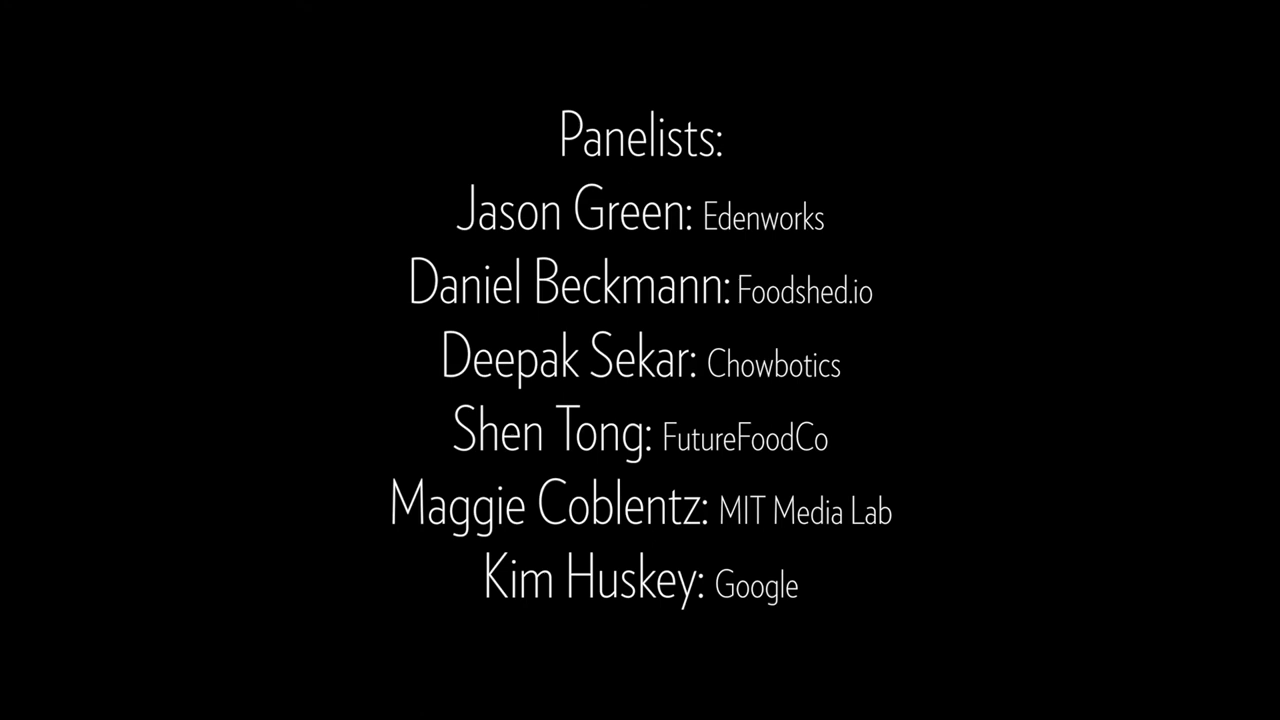 Panelists:
Jason Green: Edenworks
Daniel Beckmann: Foodshed.io
Deepak Sekar: Chowbotics
Shen Tong: FutureFoodCo
Maggie Coblentz: MIT Media Lab
Kim Huskey: Google